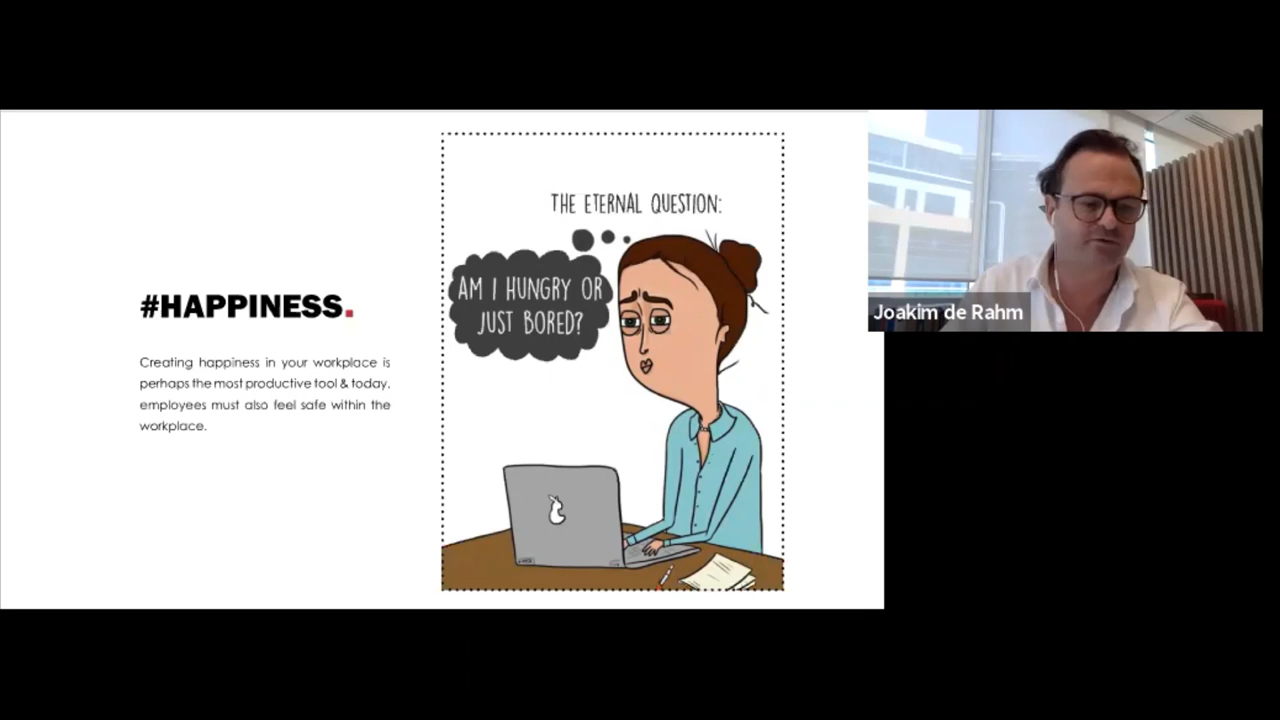 #HAPPINESS.
Creating happiness in your workplace is
perhaps the most productive tool & today,
employees must also feel safe within the
workplace.
THE ETERNAL QUESTION:
AM I HUNGRY OR
JUST BORED?
Joakim de Rahm